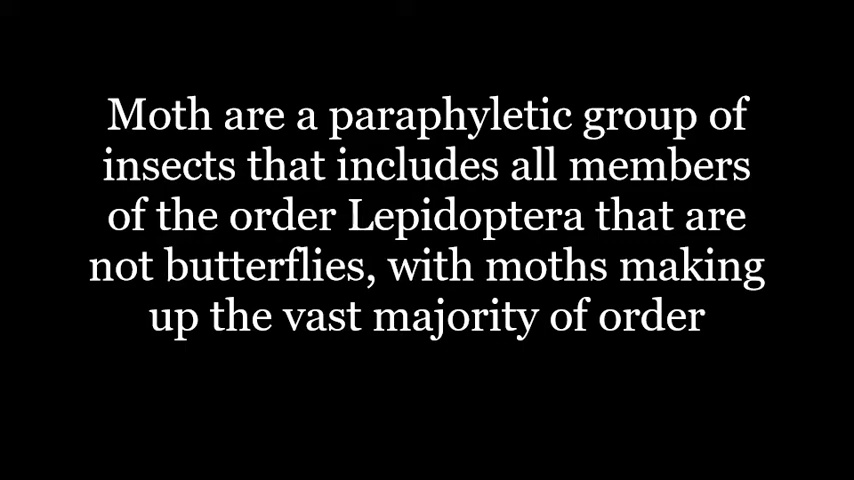 Moth are a paraphyletic group of
insects that includes all members
of the order Lepidoptera that are
not butterflies, with moths making
up the vast majority of order